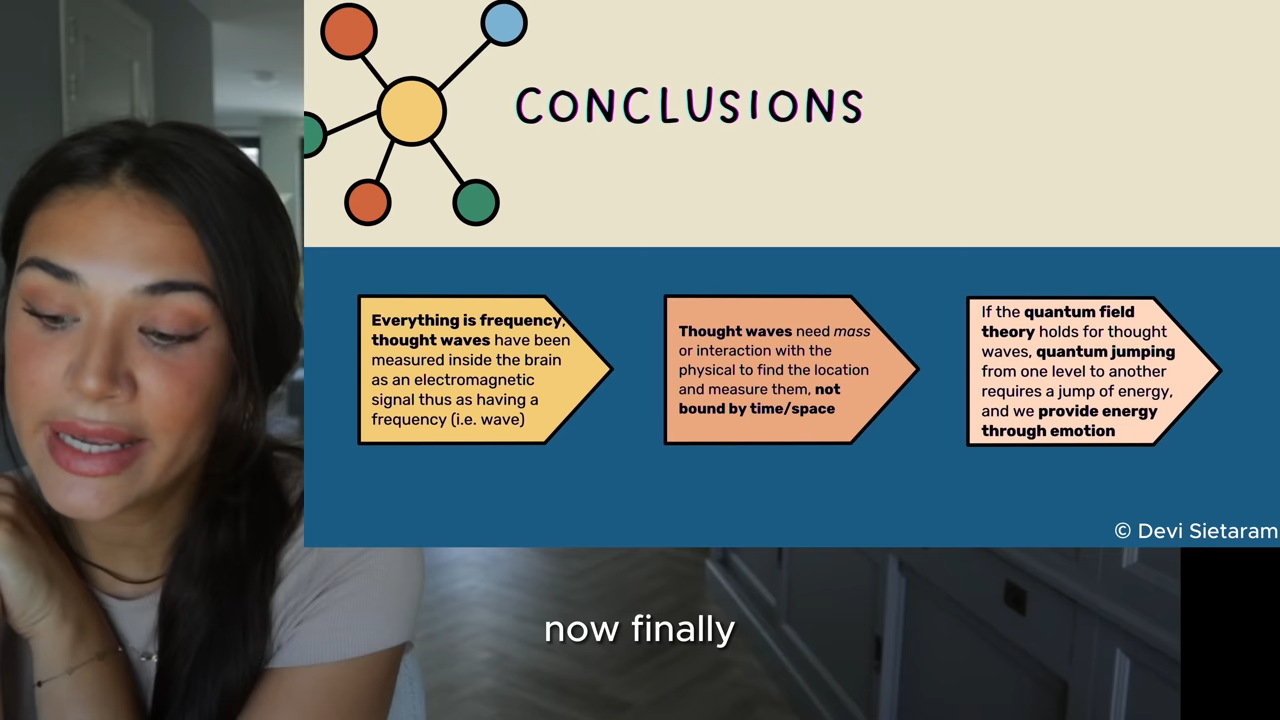 CONCLUSIONS
Everything is frequency,
thought waves have been
measured inside the brain
as an electromagnetic
signal thus as having a
frequency (i.e. wave)
Thought waves need mass
or interaction with the
physical to find the location
and measure them, not
bound by time/space
If the quantum field
theory holds for thought
waves, quantum jumping
from one level to another
requires a jump of energy,
and we provide energy
through emotion
© Devi Sietaram
now finally